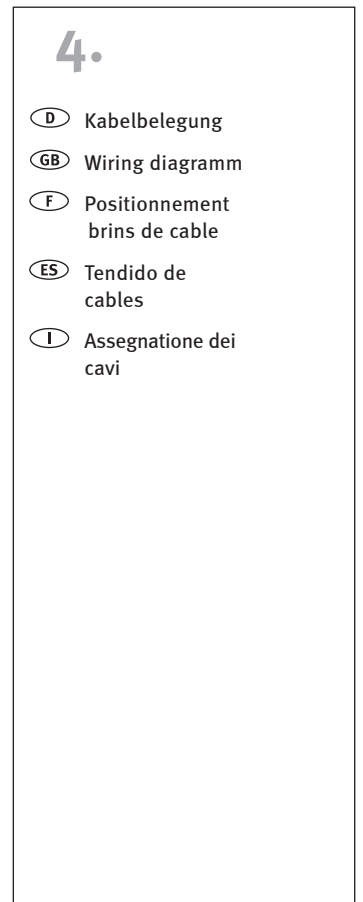 4.
D Kabelbelegung
GB Wiring diagramm
F Positionnement
brins de cable
ES Tendido de
cables
I Assegnatione dei
cavi